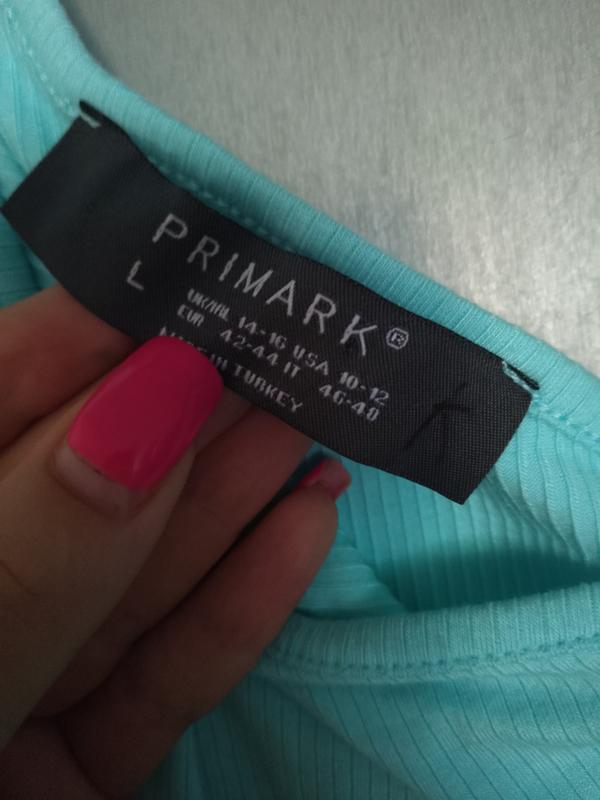 PRIMARK®
L
UK/IRL 14-16 USA 10-12
EUR 42-44 IT 46-48
MADE IN TURKEY